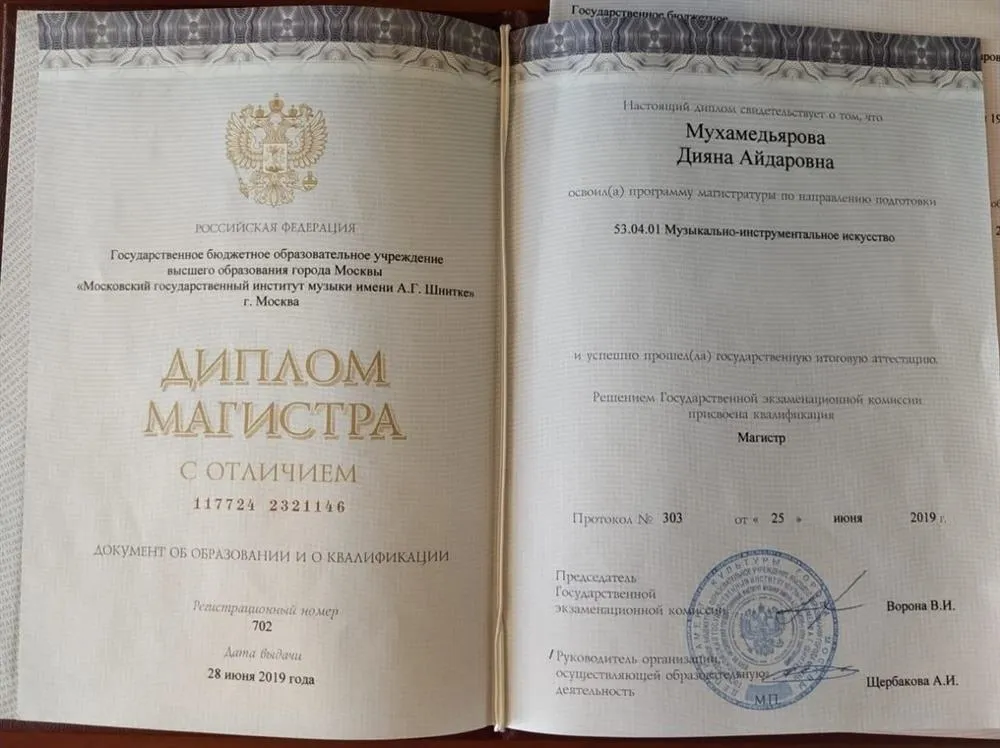 РОССИЙСКАЯ ФЕДЕРАЦИЯ
Государственное бюджетное образовательное учреждение
высшего образования города Москвы
«Московский государственный институт музыки имени А.Г. Шнитке»
г. Москва
ДИПЛОМ
МАГИСТРА
С ОТЛИЧИЕМ
117724 2321146
ДОКУМЕНТ ОБ ОБРАЗОВАНИИ И О КВАЛИФИКАЦИИ
Регистрационный номер
702
Дата выдачи
28 июня 2019 года
Государственное бюджетное
Настоящий диплом свидетельствует о том, что
Мухамедьярова
Дияна Айдаровна
освоил(а) программу магистратуры по направлению подготовки
53.04.01 Музыкально-инструментальное искусство
и успешно прошел(ла) государственную итоговую аттестацию.
Решением Государственной экзаменационной комиссии
присвоена квалификация
Магистр
Протокол № 303 от « 25 » июня 2019 г.
Председатель
Государственной
экзаменационной комиссии
Ворона В.И.
Руководитель организации,
осуществляющей образовательную
деятельность
Щербакова А.И.
М.П.